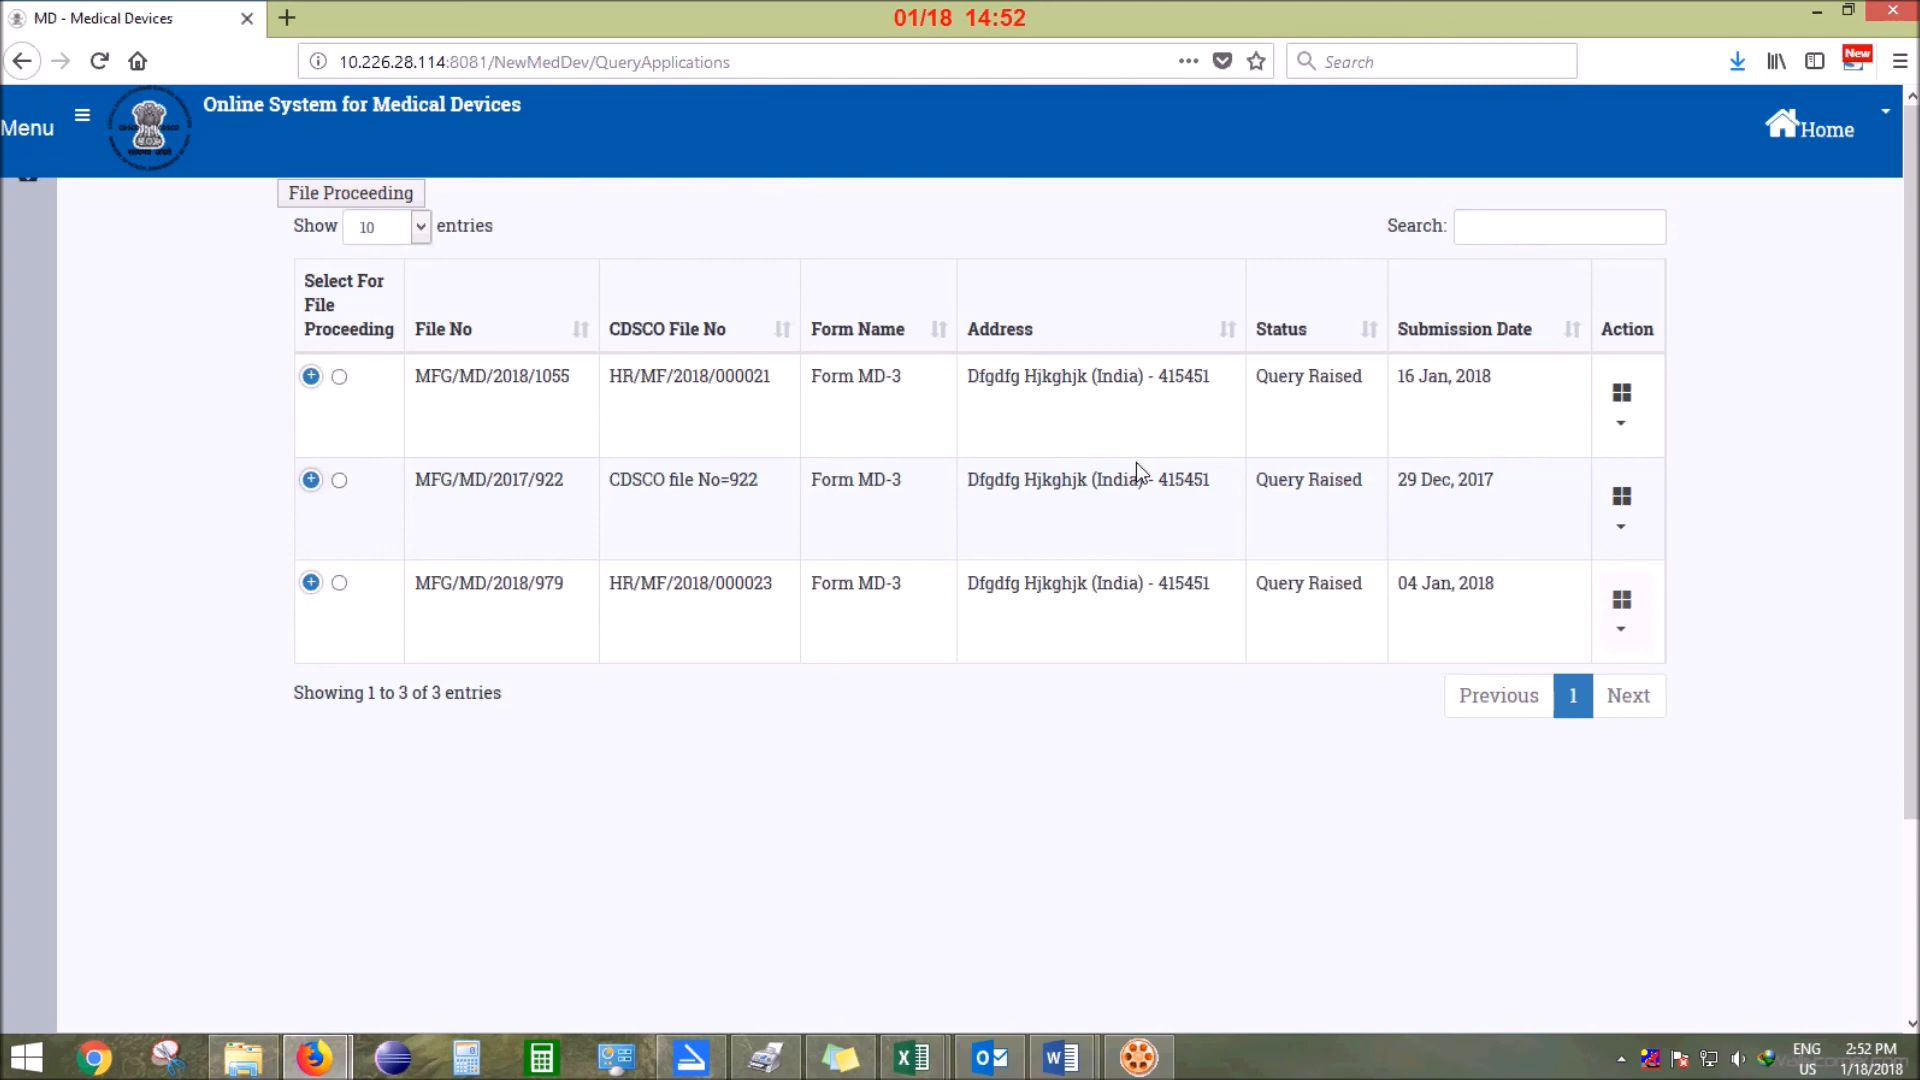 MD - Medical Devices
01/18 14:52
10.226.28.114:8081/NewMedDev/QueryApplications
Search
New
Menu
Online System for Medical Devices
Home
File Proceeding
Show 10 entries
Search:
Select For File Proceeding File No CDSCO File No Form Name Address Status Submission Date Action
MFG/MD/2018/1055 HR/MF/2018/000021 Form MD-3 Dfgdfg Hjkghjk (India) - 415451 Query Raised 16 Jan, 2018
MFG/MD/2017/922 CDSCO file No=922 Form MD-3 Dfgdfg Hjkghjk (India) - 415451 Query Raised 29 Dec, 2017
MFG/MD/2018/979 HR/MF/2018/000023 Form MD-3 Dfgdfg Hjkghjk (India) - 415451 Query Raised 04 Jan, 2018
Showing 1 to 3 of 3 entries
Previous 1 Next
ENG 2:52 PM
US 1/18/2018